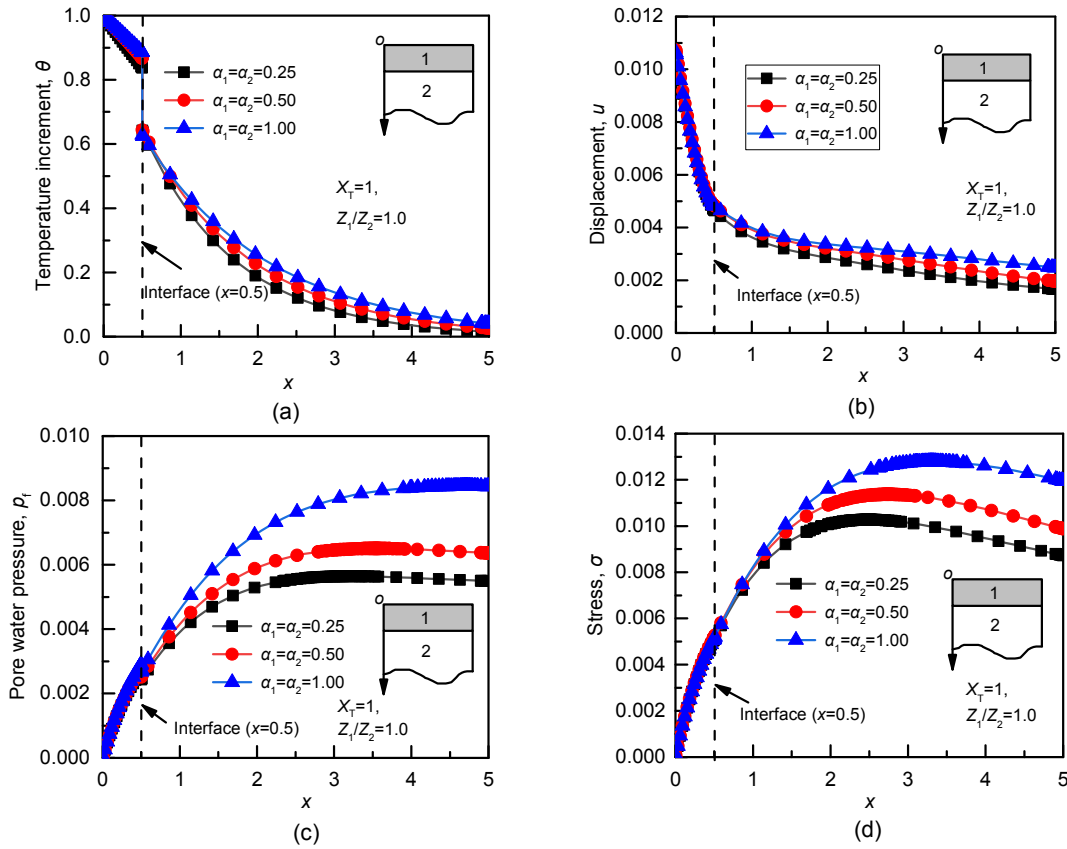 1.0
0.8
0.6
0.4
0.2
0.0
Temperature increment, θ
α₁=α₂=0.25
α₁=α₂=0.50
α₁=α₂=1.00
o
1
2
X_T=1,
Z₁/Z₂=1.0
Interface (x=0.5)
0 1 2 3 4 5
x
(a)
0.012
0.010
0.008
0.006
0.004
0.002
0.000
Displacement, u
α₁=α₂=0.25
α₁=α₂=0.50
α₁=α₂=1.00
o
1
2
X_T=1,
Z₁/Z₂=1.0
Interface (x=0.5)
0 1 2 3 4 5
x
(b)
0.010
0.008
0.006
0.004
0.002
0.000
Pore water pressure, p_f
o
1
2
α₁=α₂=0.25
α₁=α₂=0.50
α₁=α₂=1.00
X_T=1,
Z₁/Z₂=1.0
Interface (x=0.5)
0 1 2 3 4 5
x
(c)
0.014
0.012
0.010
0.008
0.006
0.004
0.002
0.000
Stress, σ
o
1
2
α₁=α₂=0.25
α₁=α₂=0.50
α₁=α₂=1.00
X_T=1,
Z₁/Z₂=1.0
Interface (x=0.5)
0 1 2 3 4 5
x
(d)